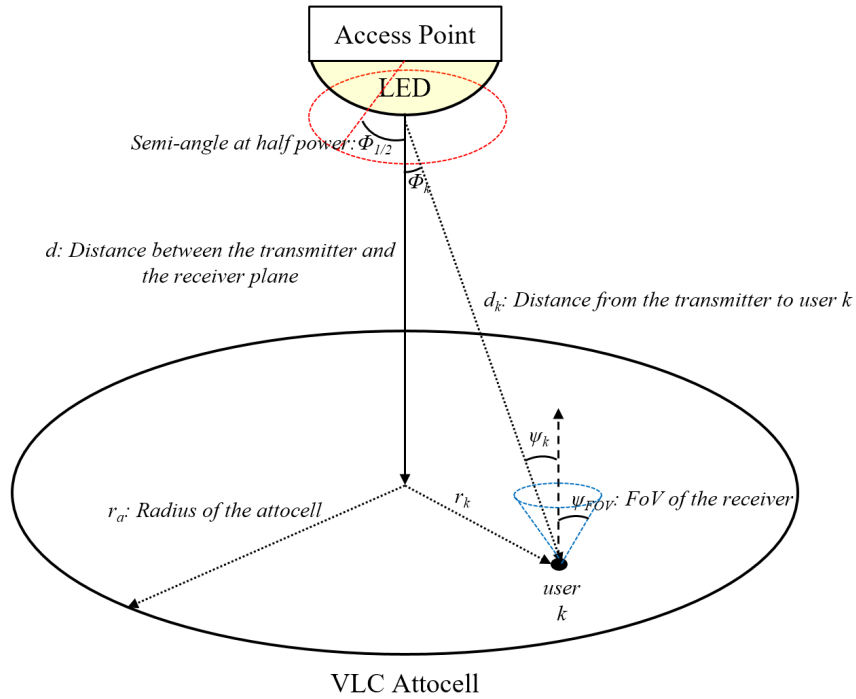 Access Point
LED
Semi-angle at half power:Φ1/2
Φk
d: Distance between the transmitter and
the receiver plane
dk: Distance from the transmitter to user k
ψk
rk
ψFOV: FoV of the receiver
ra: Radius of the attocell
user
k
VLC Attocell